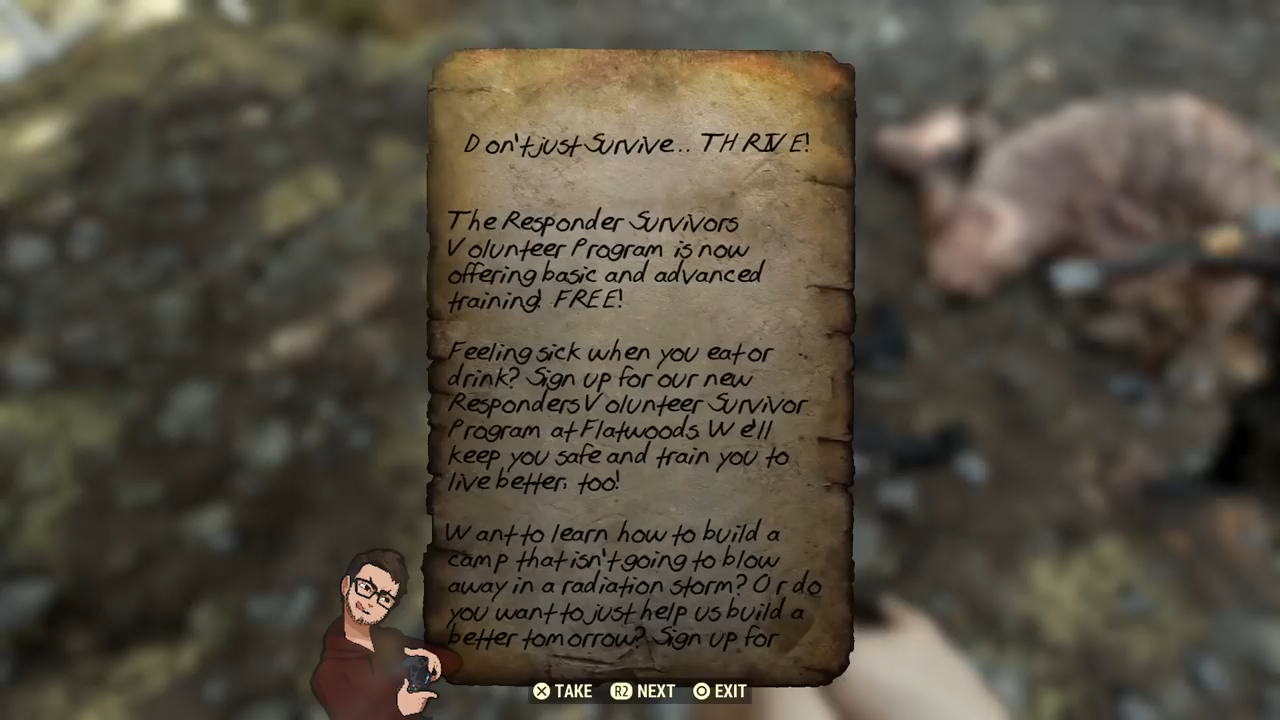 Don't just Survive.. THRIVE!
The Responder Survivors
Volunteer Program is now
offering basic and advanced
training! FREE!
Feeling sick when you eat or
drink? Sign up for our new
Responders Volunteer Survivor
Program at Flatwoods. We'll
keep you safe and train you to
live better, too!
Want to learn how to build a
camp that isn't going to blow
away in a radiation storm? Or do
you want to just help us build a
better tomorrow? Sign up for
TAKE R2 NEXT EXIT